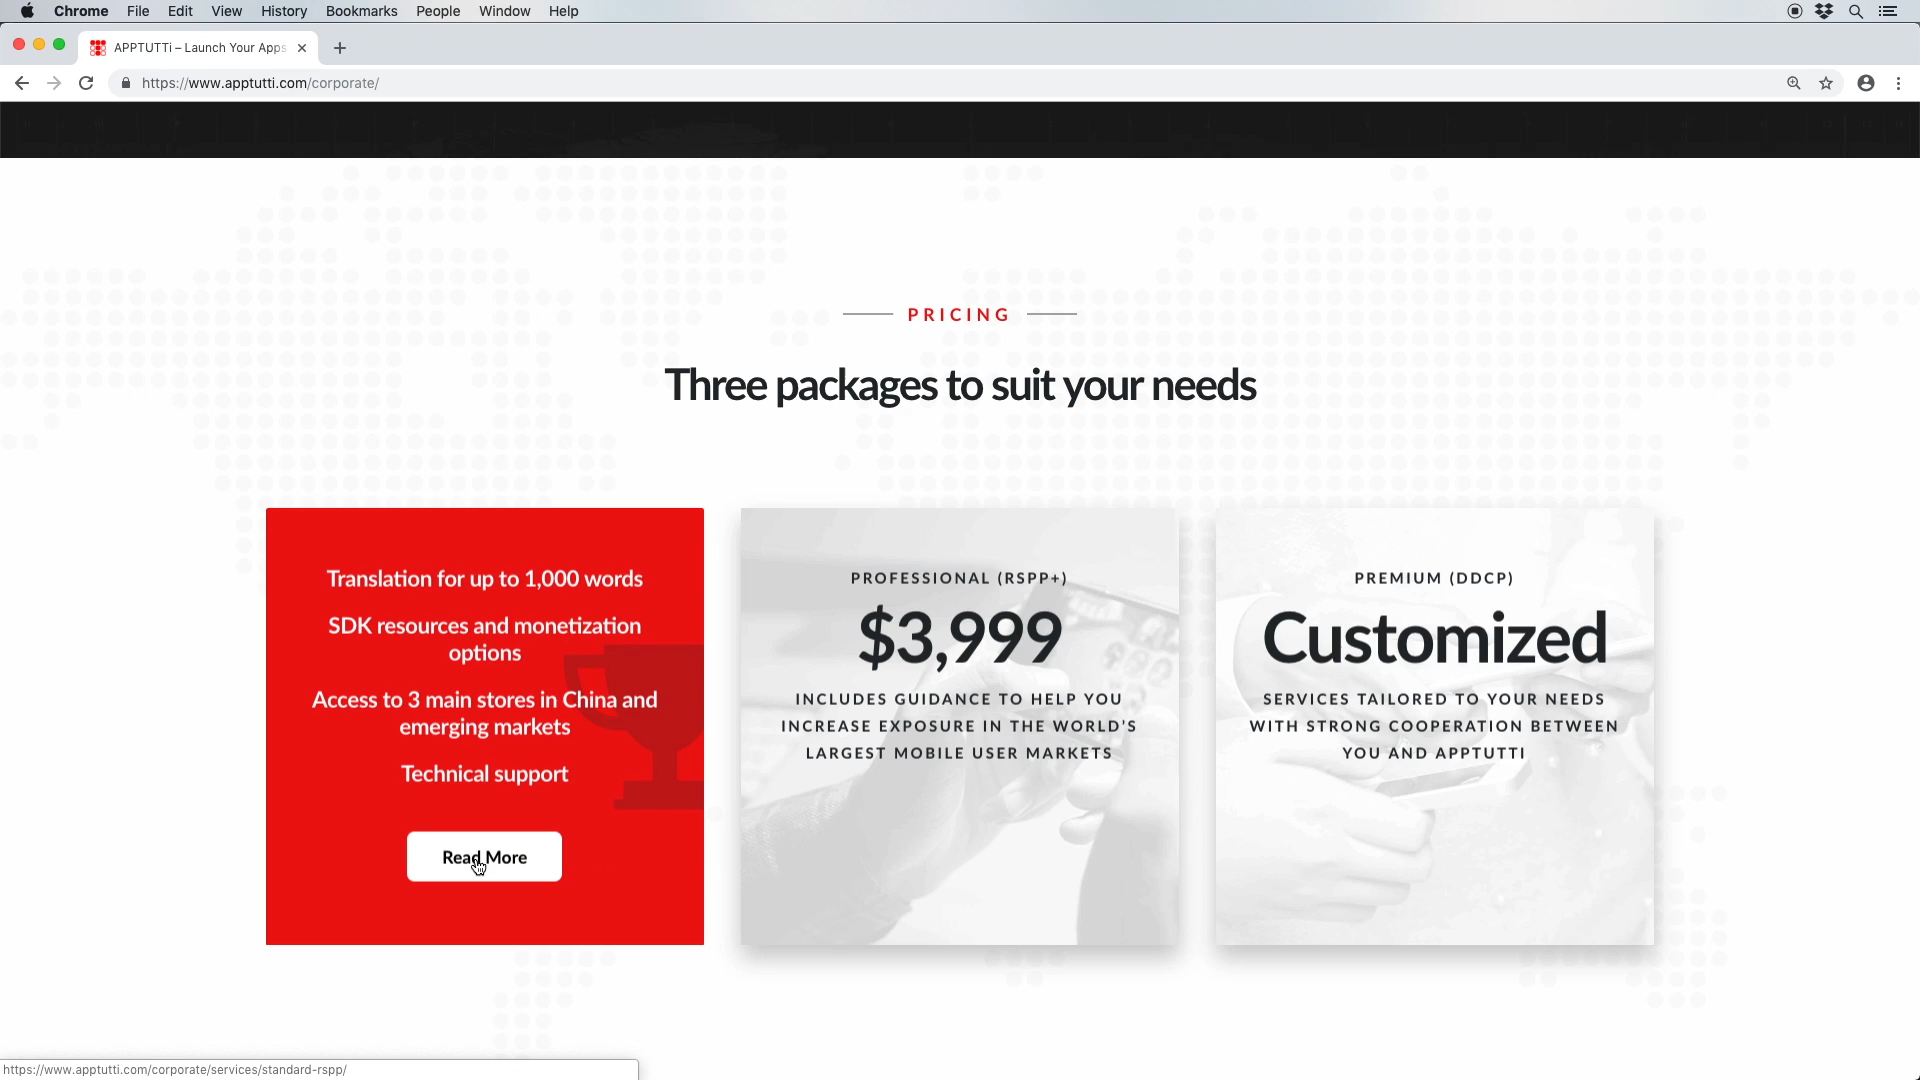 Chrome File Edit View History Bookmarks People Window Help
APPTUTTi – Launch Your Apps
https://www.apptutti.com/corporate/
PRICING
Three packages to suit your needs
Translation for up to 1,000 words
SDK resources and monetization
options
Access to 3 main stores in China and
emerging markets
Technical support
Read More
PROFESSIONAL (RSPP+)
$3,999
INCLUDES GUIDANCE TO HELP YOU
INCREASE EXPOSURE IN THE WORLD'S
LARGEST MOBILE USER MARKETS
PREMIUM (DDCP)
Customized
SERVICES TAILORED TO YOUR NEEDS
WITH STRONG COOPERATION BETWEEN
YOU AND APPTUTTI
https://www.apptutti.com/corporate/services/standard-rspp/